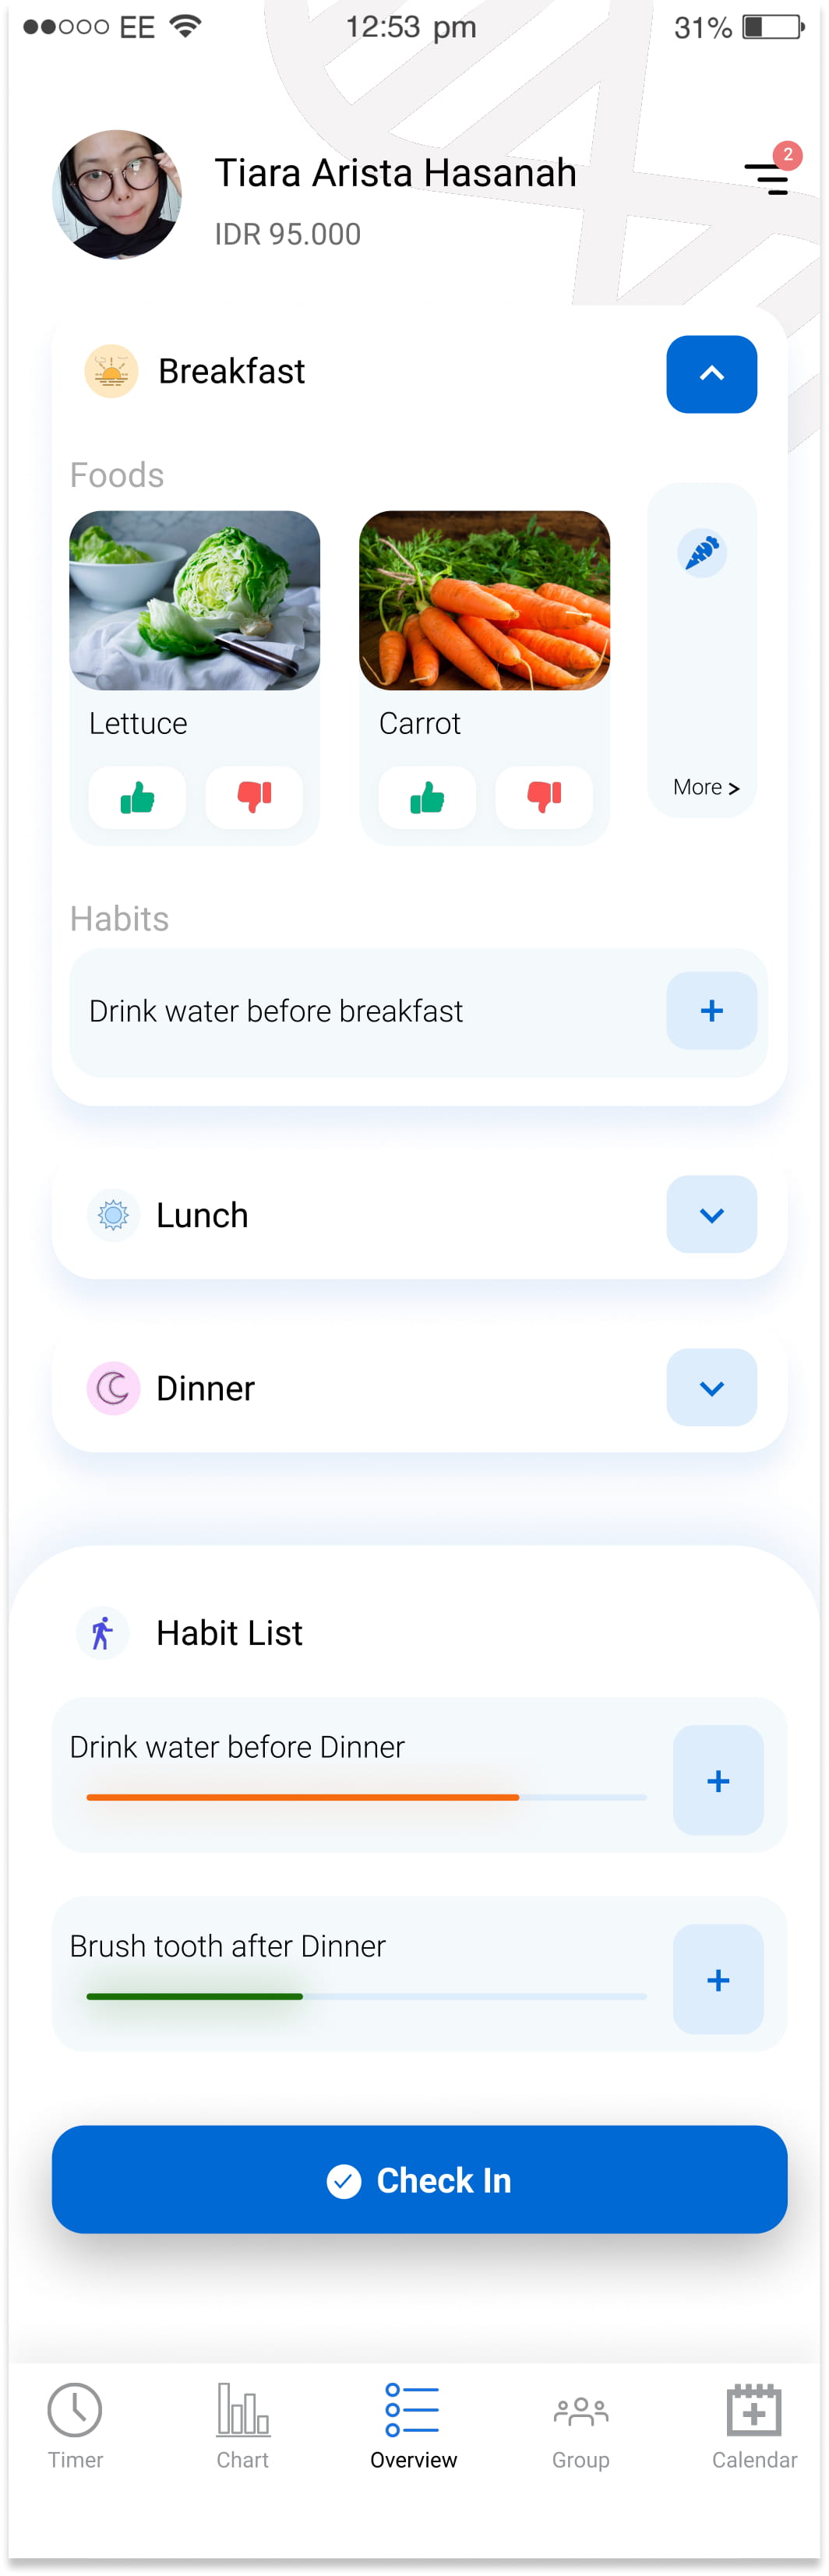 EE 12:53 pm 31%
Tiara Arista Hasanah
2
IDR 95.000
Breakfast
Foods
Lettuce
Carrot
More >
Habits
Drink water before breakfast
Lunch
Dinner
Habit List
Drink water before Dinner
Brush tooth after Dinner
Check In
Timer
Chart
Overview
Group
Calendar